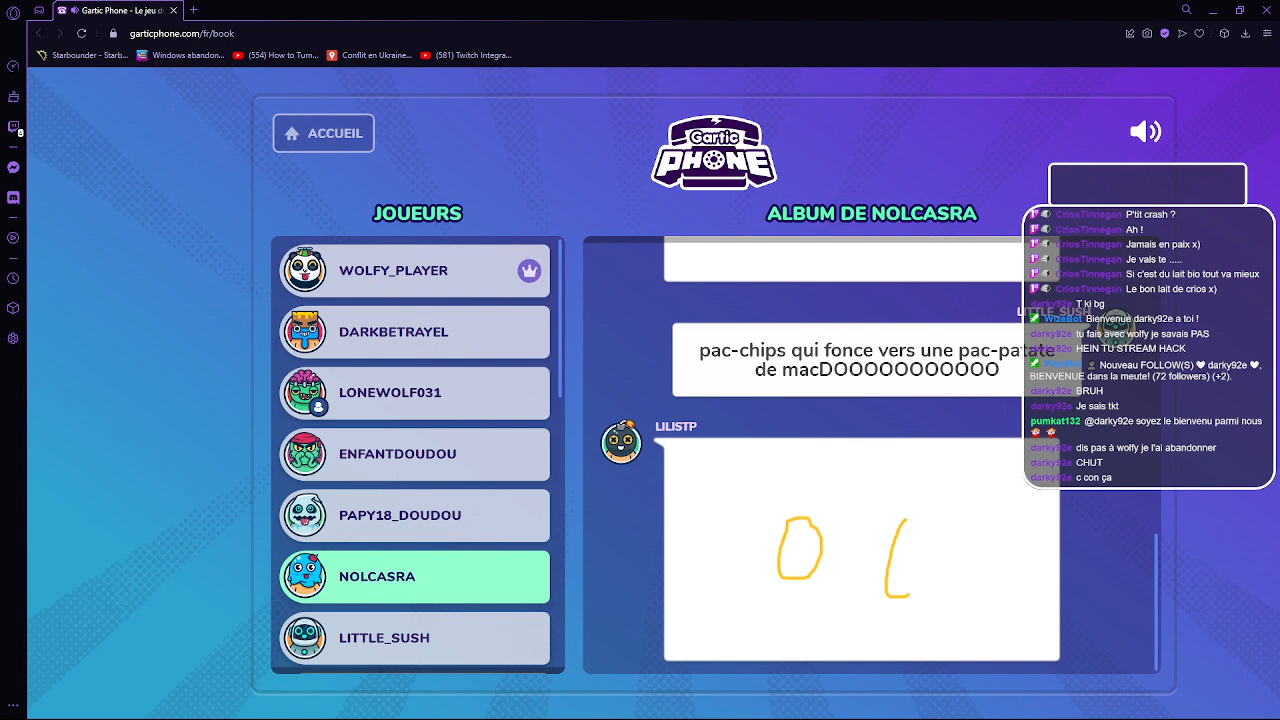 Gartic Phone - Le jeu d
garticphone.com/fr/book
Starbounder - Starb...
Windows abandon...
(554) How to Turn...
Conflit en Ukraine...
(581) Twitch Integra...
ACCUEIL
Gartic
PHONE
JOUEURS
WOLFY_PLAYER
DARKBETRAYEL
LONEWOLF031
ENFANTDOUDOU
PAPY18_DOUDOU
NOLCASRA
LITTLE_SUSH
ALBUM DE NOLCASRA
pac-chips qui fonce vers une pac-patate
de macDOOOOOOOOOOO
LILISTP
LITTLE_SUSH
CriosTinnegan P'tit crash ?
CriosTinnegan Ah !
CriosTinnegan Jamais en paix x)
CriosTinnegan Je vais te .....
CriosTinnegan Si c'est du lait bio tout va mieux
CriosTinnegan Le bon lait de crios x)
darky92e T ki bg
WizeBot Bienvenue darky92e a toi !
darky92e tu fais avec wolfy je savais PAS
darky92e HEIN TU STREAM HACK
WizeBot Nouveau FOLLOW(S) ♥ darky92e ♥,
BIENVENUE dans la meute! (72 followers) (+2).
darky92e BRUH
darky92e Je sais tkt
pumkat132 @darky92e soyez le bienvenu parmi nous
darky92e dis pas à wolfy je l'ai abandonner
darky92e CHUT
darky92e c con ça